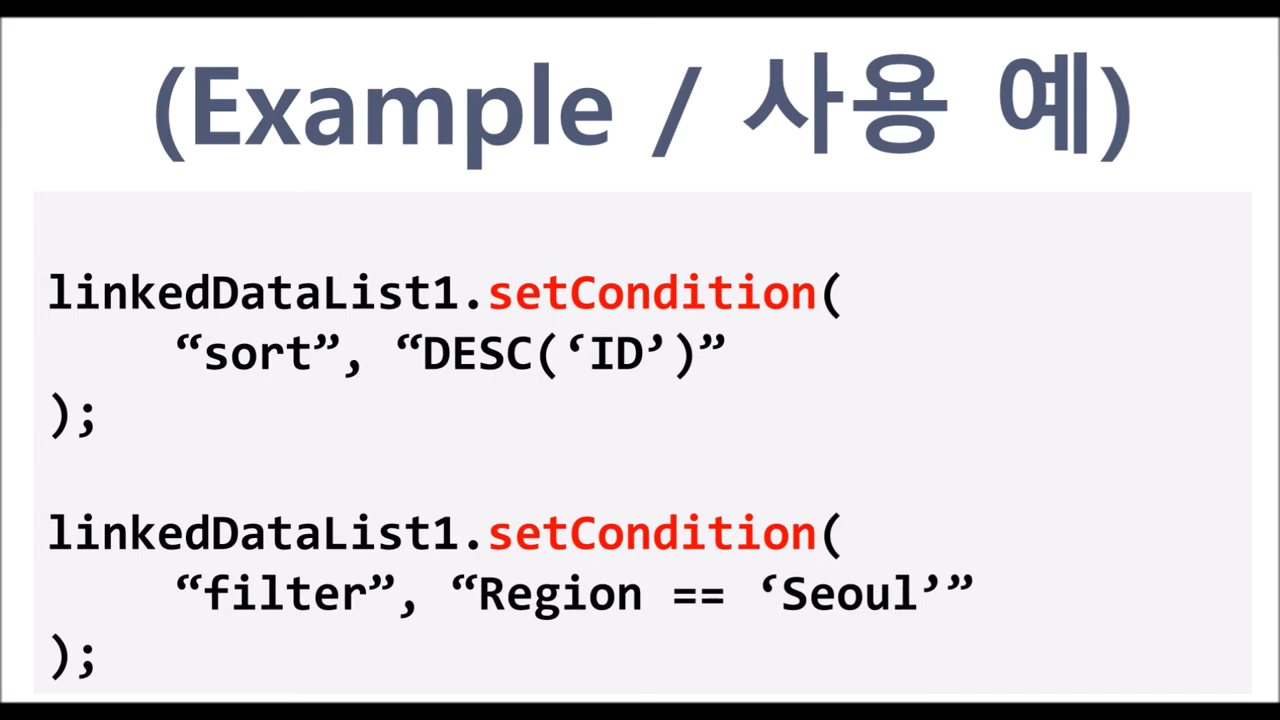 (Example / 사용 예)
linkedDataList1.setCondition(
“sort”, “DESC(‘ID’)”
);
linkedDataList1.setCondition(
“filter”, “Region == ‘Seoul’”
);